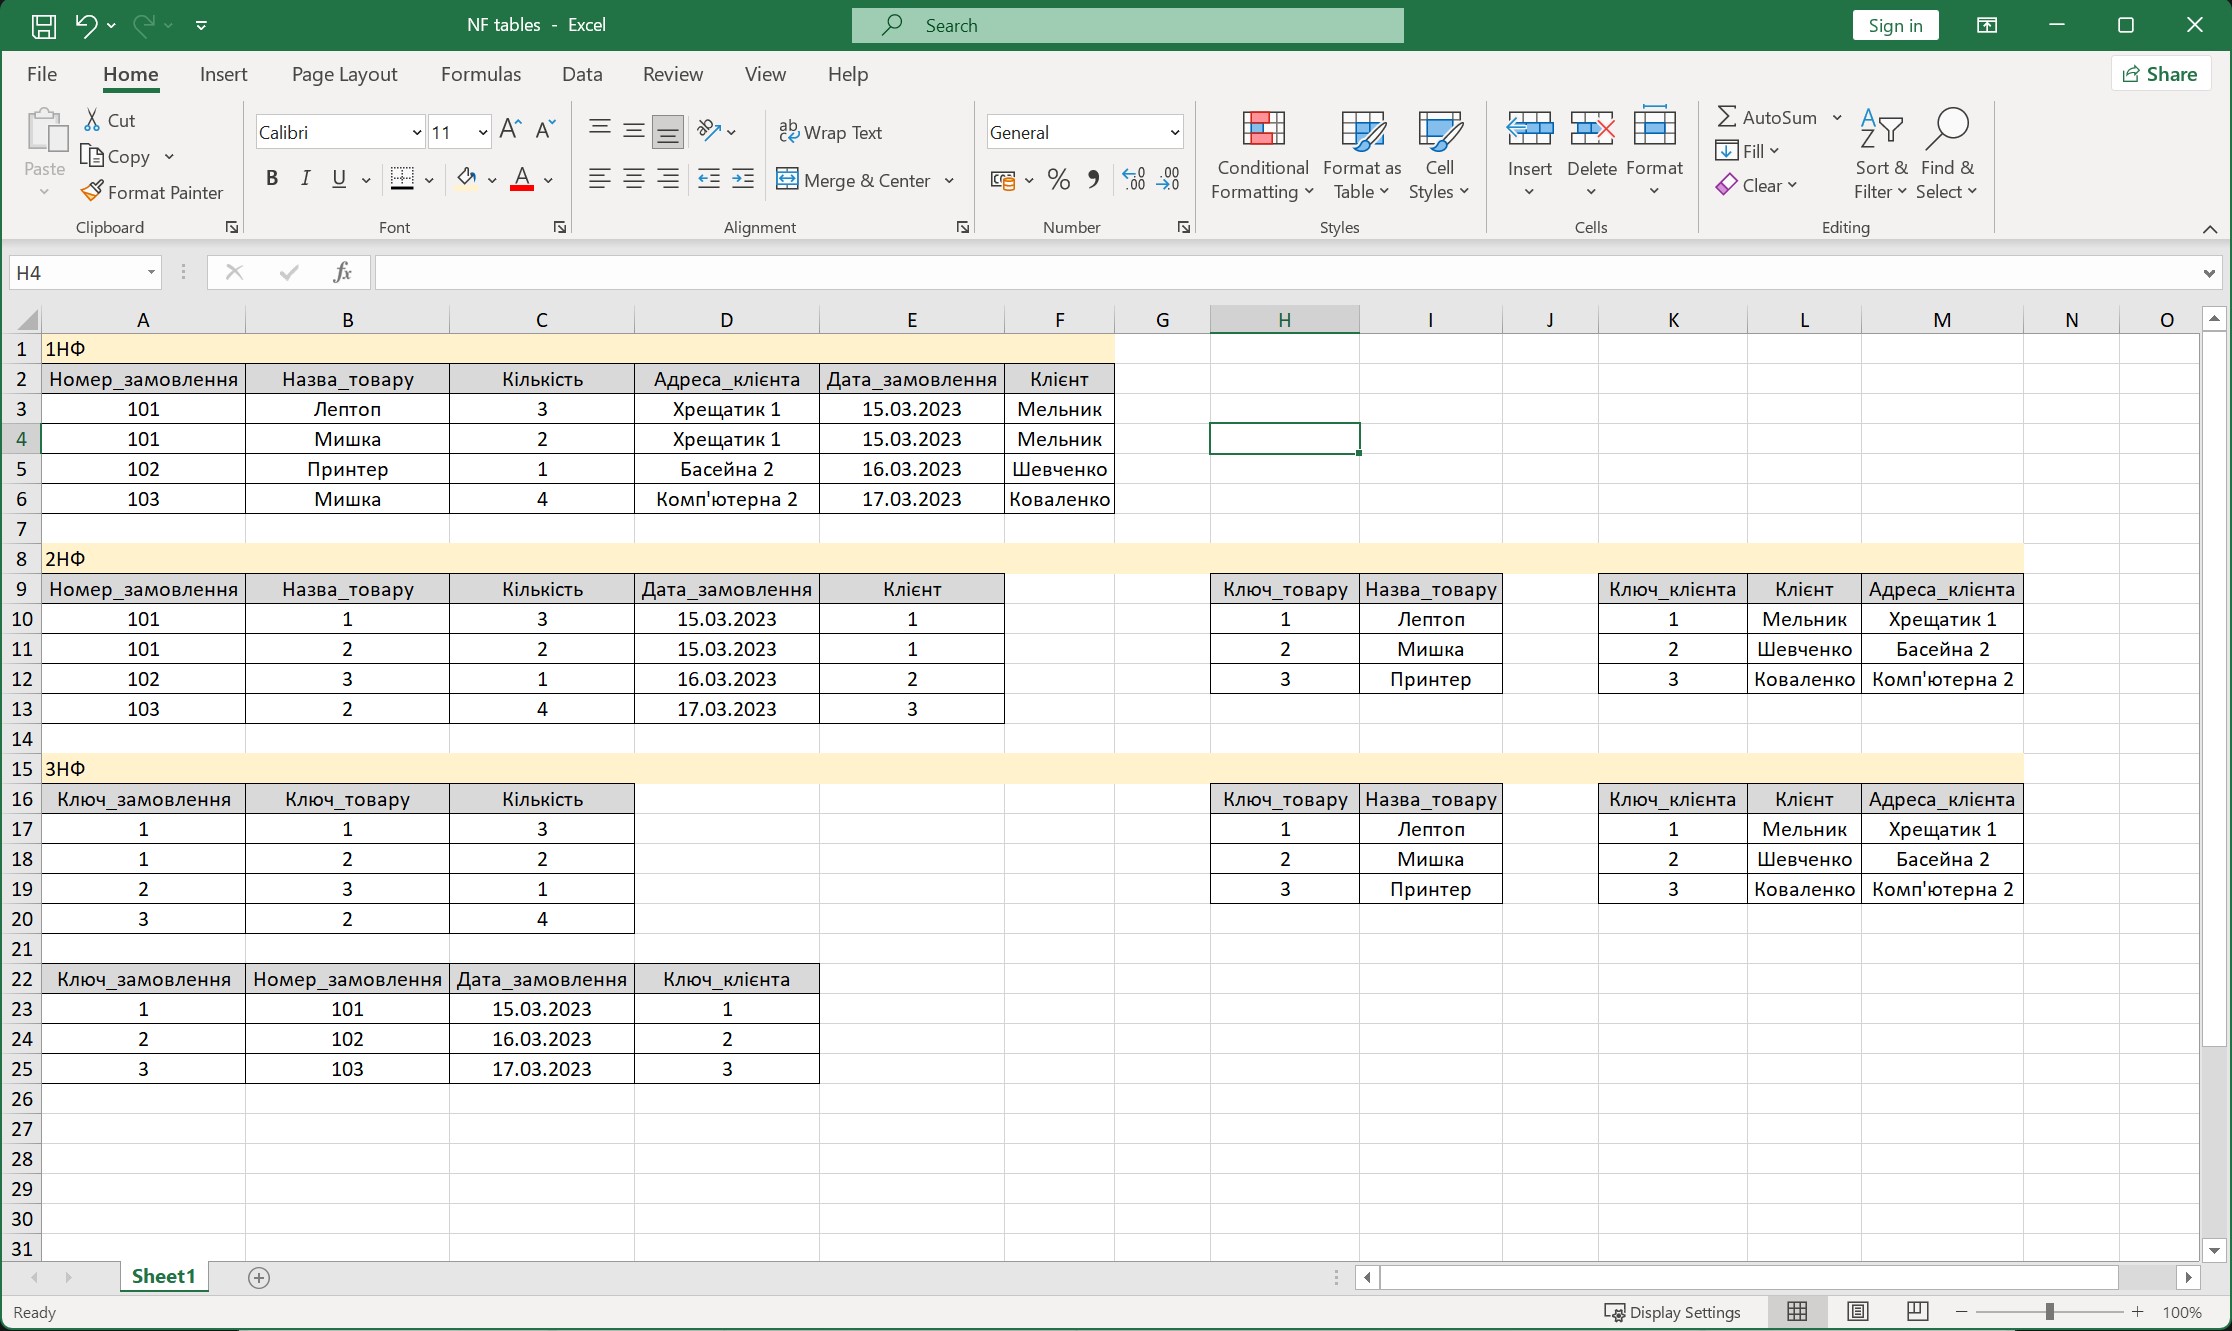 NF tables - Excel
Search
Sign in
File Home Insert Page Layout Formulas Data Review View Help
Share
Paste
Cut
Copy
Format Painter
Clipboard
Calibri 11
B I U
Font
Wrap Text
Merge & Center
Alignment
General
Number
Conditional Formatting
Format as Table
Cell Styles
Styles
Insert Delete Format
Cells
AutoSum
Fill
Clear
Sort & Filter
Find & Select
Editing
H4
fx
A B C D E F G H I J K L M N O
1 1НФ
2 Номер_замовлення Назва_товару Кількість Адреса_клієнта Дата_замовлення Клієнт
3 101 Лептоп 3 Хрещатик 1 15.03.2023 Мельник
4 101 Мишка 2 Хрещатик 1 15.03.2023 Мельник
5 102 Принтер 1 Басейна 2 16.03.2023 Шевченко
6 103 Мишка 4 Комп'ютерна 2 17.03.2023 Коваленко
7
8 2НФ
9 Номер_замовлення Назва_товару Кількість Дата_замовлення Клієнт Ключ_товару Назва_товару Ключ_клієнта Клієнт Адреса_клієнта
10 101 1 3 15.03.2023 1 1 Лептоп 1 Мельник Хрещатик 1
11 101 2 2 15.03.2023 1 2 Мишка 2 Шевченко Басейна 2
12 102 3 1 16.03.2023 2 3 Принтер 3 Коваленко Комп'ютерна 2
13 103 2 4 17.03.2023 3
14
15 3НФ
16 Ключ_замовлення Ключ_товару Кількість Ключ_товару Назва_товару Ключ_клієнта Клієнт Адреса_клієнта
17 1 1 3 1 Лептоп 1 Мельник Хрещатик 1
18 1 2 2 2 Мишка 2 Шевченко Басейна 2
19 2 3 1 3 Принтер 3 Коваленко Комп'ютерна 2
20 3 2 4
21
22 Ключ_замовлення Номер_замовлення Дата_замовлення Ключ_клієнта
23 1 101 15.03.2023 1
24 2 102 16.03.2023 2
25 3 103 17.03.2023 3
26
27
28
29
30
31
Sheet1
Ready
Display Settings
100%